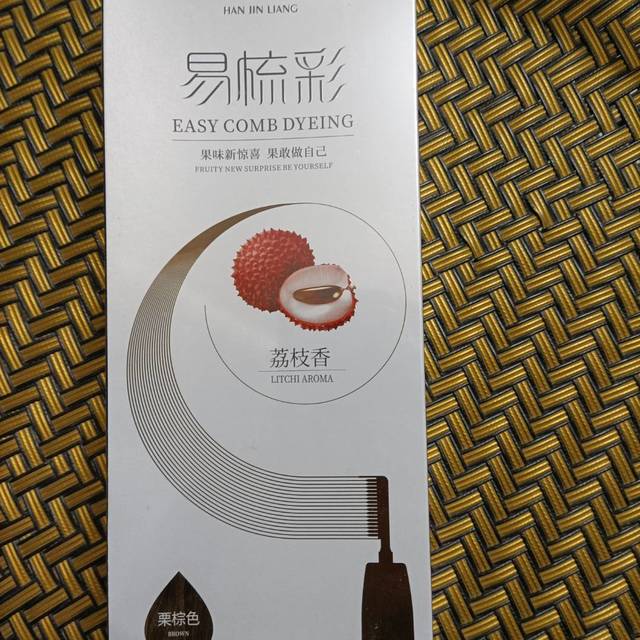 HAN JIN LIANG
易梳彩
EASY COMB DYEING
果味新惊喜 果敢做自己
FRUITY NEW SURPRISE BE YOURSELF
荔枝香
LITCHI AROMA
栗棕色
BROWN